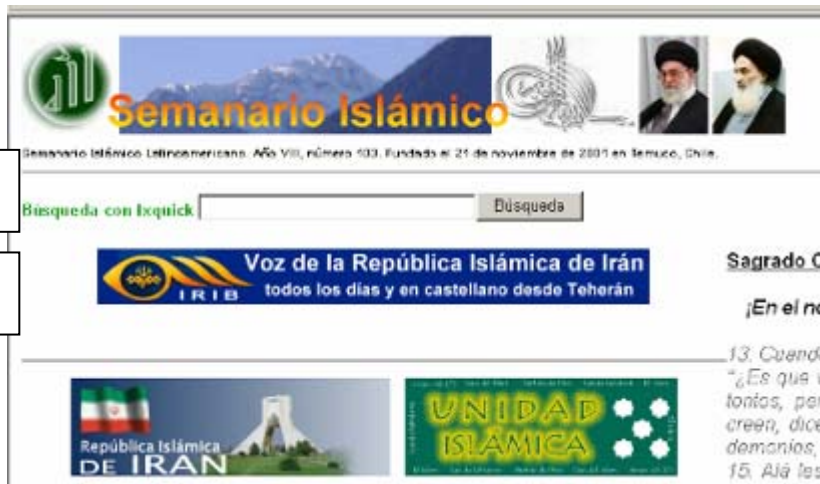 Semanario Islámico
Semanario Islámico Latinoamericano. Año VIII, número 403. Fundado el 21 de noviembre de 2001 en Temuco, Chile.
Búsqueda con Ixquick
Búsqueda
IRIB
Voz de la República Islámica de Irán
todos los días y en castellano desde Teherán
República Islámica
DE IRAN
UNIDAD
ISLÁMICA
Sagrado C
¡En el no
13. Cuando
"¿Es que
tonios, per
creen, dice
demonios,
15. Alá les